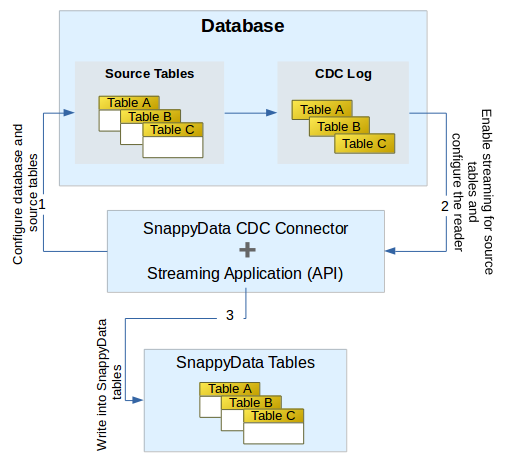 Database
Source Tables
Table A
Table B
Table C
CDC Log
Table A
Table B
Table C
Configure database and
source tables
1
Enable streaming for source
tables and
configure the reader
2
SnappyData CDC Connector
+
Streaming Application (API)
3
Write into SnappyData
tables
SnappyData Tables
Table A
Table B
Table C